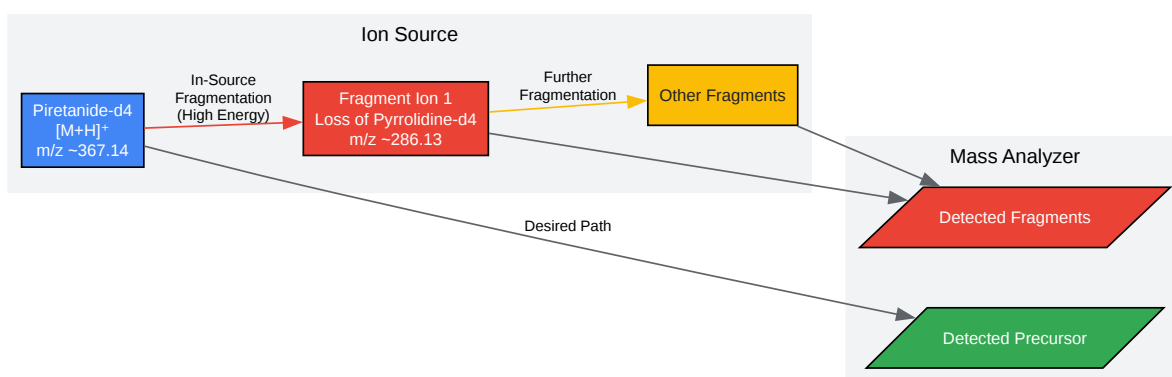 Ion Source
In-Source
Fragmentation
(High Energy)
Further
Fragmentation
Piretanide-d4
[M+H]⁺
m/z ~367.14
Fragment Ion 1
Loss of Pyrrolidine-d4
m/z ~286.13
Other Fragments
Mass Analyzer
Detected Fragments
Desired Path
Detected Precursor